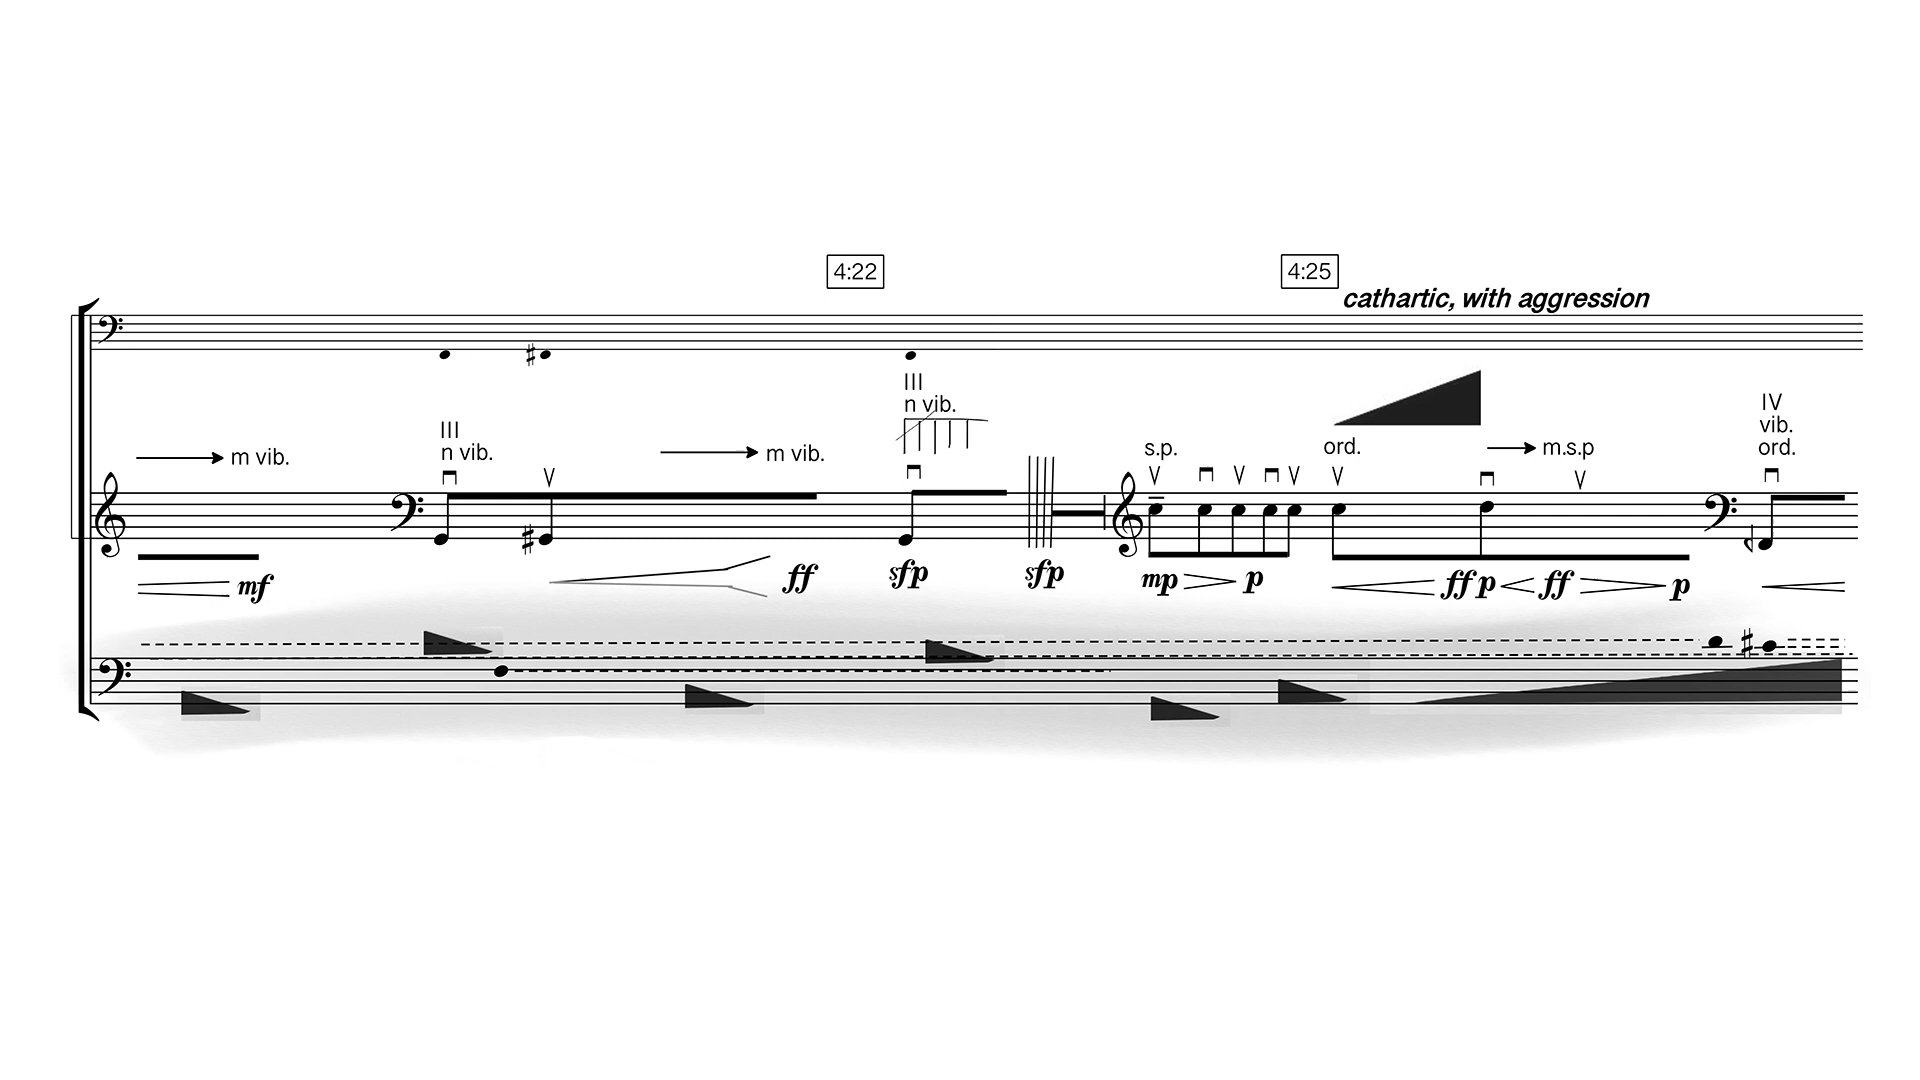 4:22
4:25
cathartic, with aggression
III
n vib.
m vib.
III
n vib.
m vib.
s.p.
ord.
m.s.p
IV
vib.
ord.
mf
ff
sfp
sfp
mp
p
ff p
ff
p